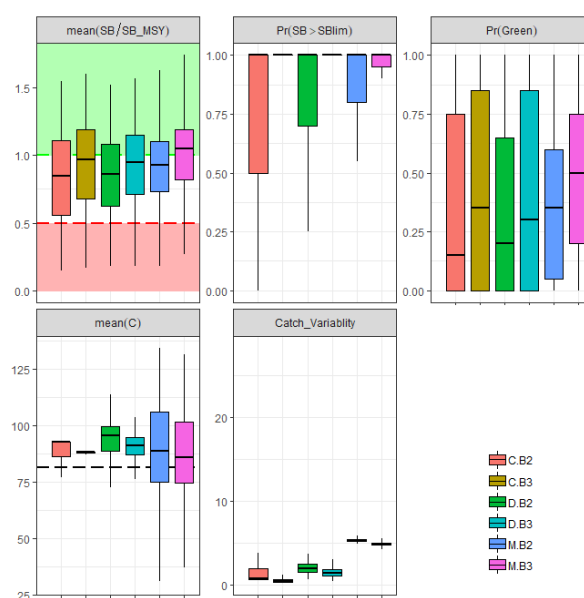 mean(SB/SB_MSY)
Pr(SB>SBlim)
Pr(Green)
1.5
1.0
0.5
0.0
1.00
0.75
0.50
0.25
0.00
1.00
0.75
0.50
0.25
0.00
mean(C)
Catch_Variablity
125
100
75
50
25
20
10
5
0
C.B2
C.B3
D.B2
D.B3
M.B2
M.B3